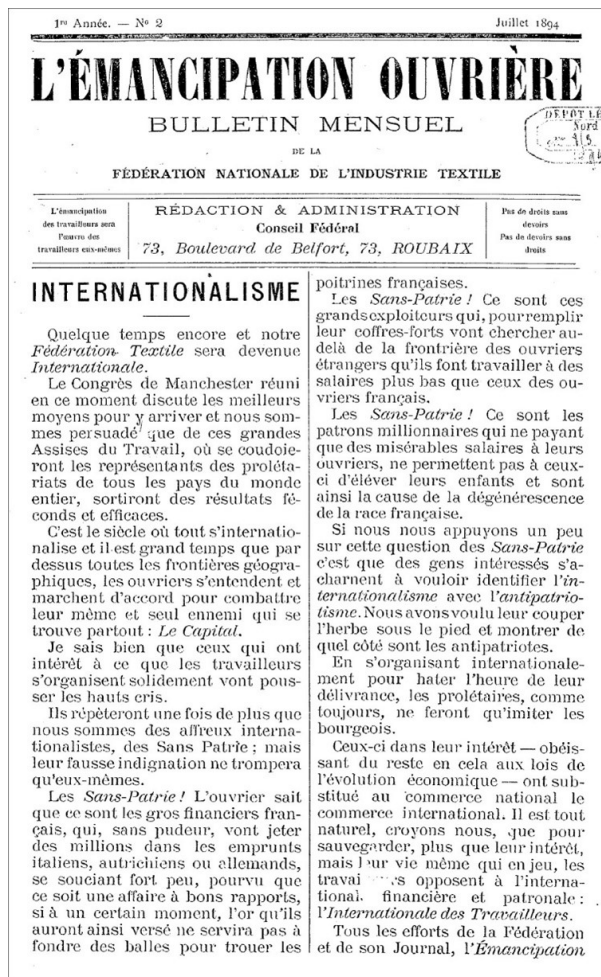 1re Année. — No 2
Juillet 1894
L'ÉMANCIPATION OUVRIÈRE
BULLETIN MENSUEL
DE LA
FÉDÉRATION NATIONALE DE L'INDUSTRIE TEXTILE
DÉPOT LÉ
Nord
L'émancipation
des travailleurs sera
l'œuvre des
travailleurs eux-mêmes
RÉDACTION & ADMINISTRATION
Conseil Fédéral
73, Boulevard de Belfort, 73, ROUBAIX
Pas de droits sans
devoirs
Pas de devoirs sans
droits
INTERNATIONALISME
Quelque temps encore et notre
Fédération Textile sera devenue
Internationale.
Le Congrès de Manchester réuni
en ce moment discute les meilleurs
moyens pour y arriver et nous som-
mes persuadé que de ces grandes
Assises du Travail, où se coudoie-
ront les représentants des proléta-
riats de tous les pays du monde
entier, sortiront des résultats fé-
conds et efficaces.
C'est le siècle où tout s'internatio-
nalise et il est grand temps que par
dessus toutes les frontières géogra-
phiques, les ouvriers s'entendent et
marchent d'accord pour combattre
leur même et seul ennemi qui se
trouve partout : Le Capital.
Je sais bien que ceux qui ont
intérêt à ce que les travailleurs
s'organisent solidement vont pous-
ser les hauts cris.
Ils répèteront une fois de plus que
nous sommes des affreux interna-
tionalistes, des Sans Patrie ; mais
leur fausse indignation ne trompera
qu'eux-mêmes.
Les Sans-Patrie ! L'ouvrier sait
que ce sont les gros financiers fran-
çais, qui, sans pudeur, vont jeter
des millions dans les emprunts
italiens, autrichiens ou allemands,
se souciant fort peu, pourvu que
ce soit une affaire à bons rapports,
si à un certain moment, l'or qu'ils
auront ainsi versé ne servira pas à
fondre des balles pour trouer les
poitrines françaises.
Les Sans-Patrie ! Ce sont ces
grands exploiteurs qui, pour remplir
leur coffres-forts vont chercher au-
delà de la frontrière des ouvriers
étrangers qu'ils font travailler à des
salaires plus bas que ceux des ou-
vriers français.
Les Sans-Patrie ! Ce sont les
patrons millionnaires qui ne payant
que des misérables salaires à leurs
ouvriers, ne permettent pas à ceux-
ci d'éléver leurs enfants et sont
ainsi la cause de la dégénérescence
de la race française.
Si nous nous appuyons un peu
sur cette question des Sans-Patrie
c'est que des gens intéressés s'a-
charnent à vouloir identifier l'in-
ternationalisme avec l'antipatrio-
tisme. Nous avons voulu leur couper
l'herbe sous le pied et montrer de
quel côté sont les antipatriotes.
En s'organisant internationale-
ment pour hater l'heure de leur
délivrance, les prolétaires, comme
toujours, ne feront qu'imiter les
bourgeois.
Ceux-ci dans leur intérêt — obéis-
sant du reste en cela aux lois de
l'évolution économique — ont sub-
stitué au commerce national le
commerce international. Il est tout
naturel, croyons nous, que pour
sauvegarder, plus que leur intérêt,
mais leur vie même qui en jeu, les
opposent à l'interna-
tional. financière et patronale :
l'Internationale des Travailleurs.
Tous les efforts de la Fédération
et de son Journal, l'Émancipation